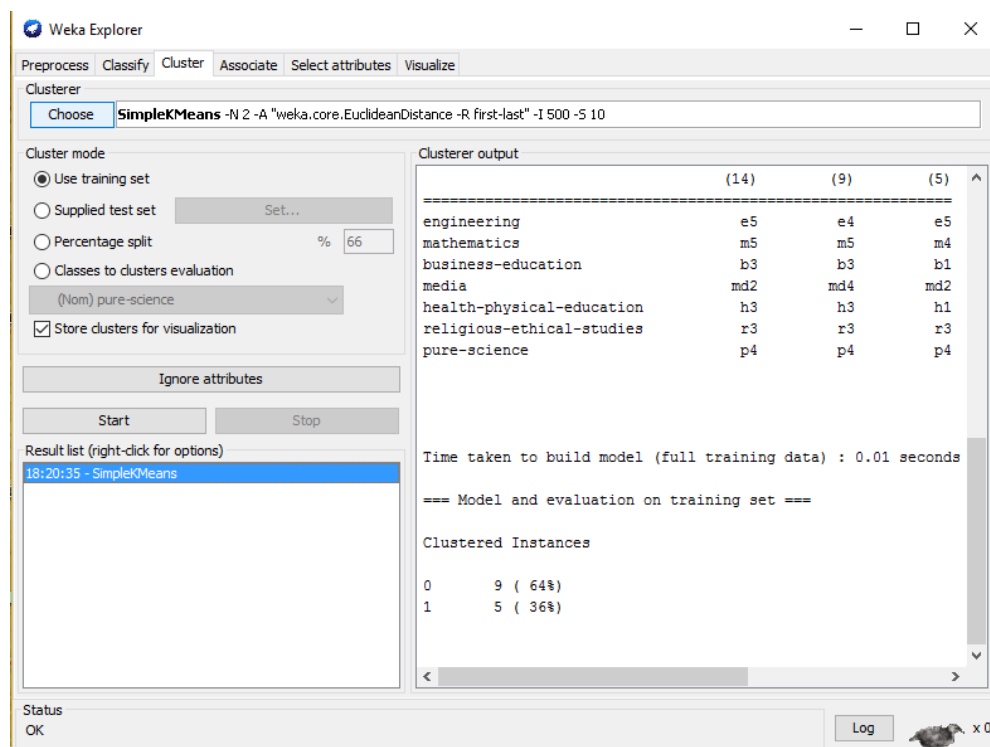 Weka Explorer
Preprocess Classify Cluster Associate Select attributes Visualize
Clusterer
Choose SimpleKMeans -N 2 -A "weka.core.EuclideanDistance -R first-last" -I 500 -S 10
Cluster mode
Use training set
Supplied test set Set...
Percentage split % 66
Classes to clusters evaluation
(Nom) pure-science
Store clusters for visualization
Ignore attributes
Start Stop
Result list (right-click for options)
18:20:35 - SimpleKMeans
Clusterer output
(14) (9) (5)
==========================================================
engineering e5 e4 e5
mathematics m5 m5 m4
business-education b3 b3 b1
media md2 md4 md2
health-physical-education h3 h3 h1
religious-ethical-studies r3 r3 r3
pure-science p4 p4 p4
Time taken to build model (full training data) : 0.01 seconds
=== Model and evaluation on training set ===
Clustered Instances
0 9 ( 64%)
1 5 ( 36%)
Status
OK
Log x 0